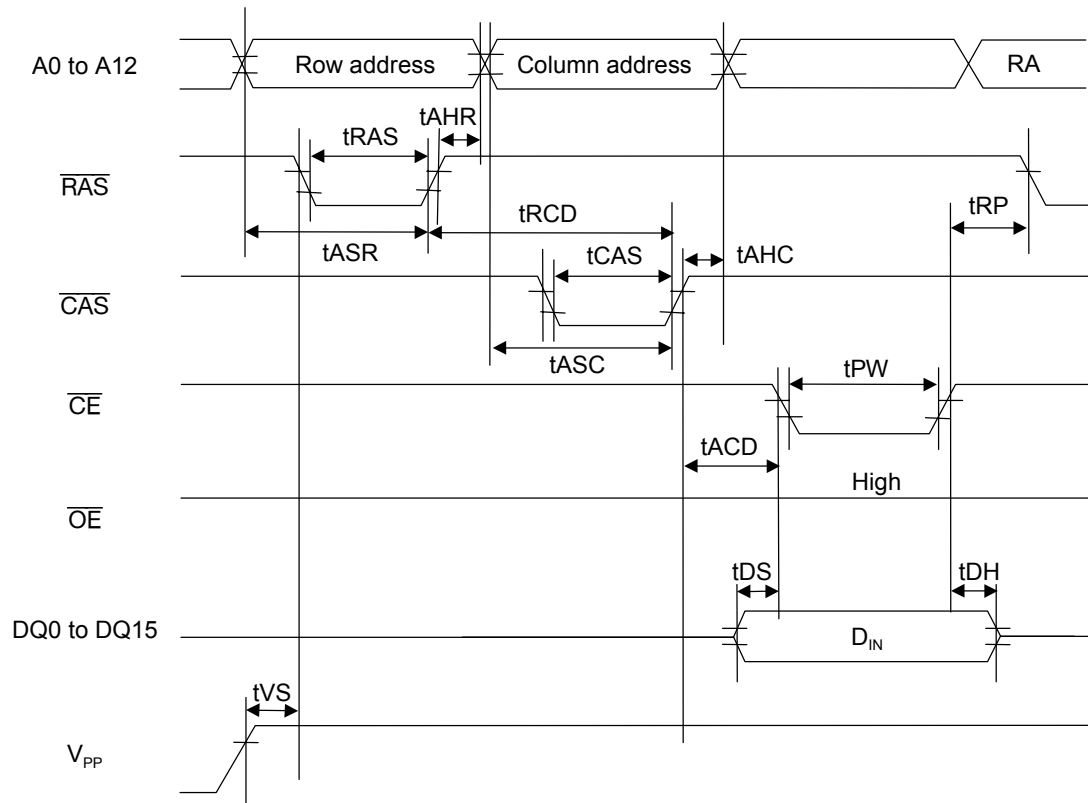 A0 to A12
Row address
Column address
RA
tAHR
tRAS
RAS
tRCD
tRP
tASR
tCAS
tAHC
CAS
tASC
tPW
CE
tACD
High
OE
tDS
tDH
DQ0 to DQ15
DIN
tVS
VPP